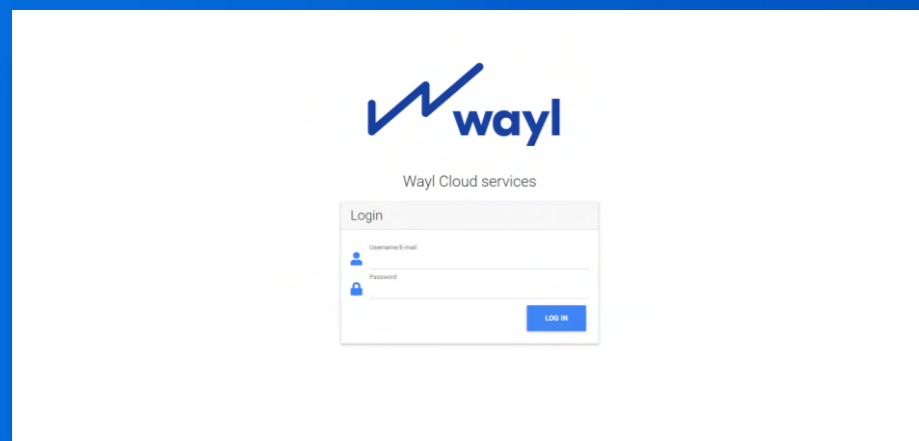 wayl
Wayl Cloud services
Login
Username/E-mail
Password
LOG IN